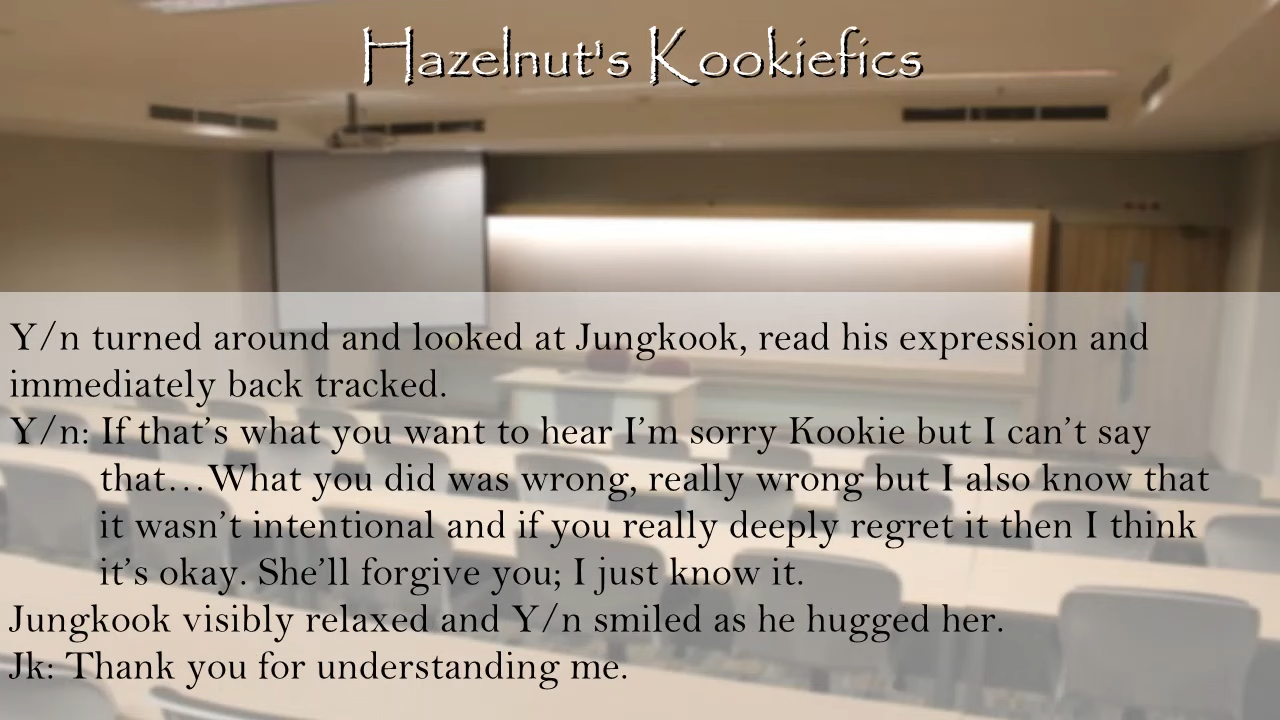 Hazelnut's Kookiefics
Y/n turned around and looked at Jungkook, read his expression and
immediately back tracked.
Y/n: If that’s what you want to hear I’m sorry Kookie but I can’t say
that…What you did was wrong, really wrong but I also know that
it wasn’t intentional and if you really deeply regret it then I think
it’s okay. She’ll forgive you; I just know it.
Jungkook visibly relaxed and Y/n smiled as he hugged her.
Jk: Thank you for understanding me.